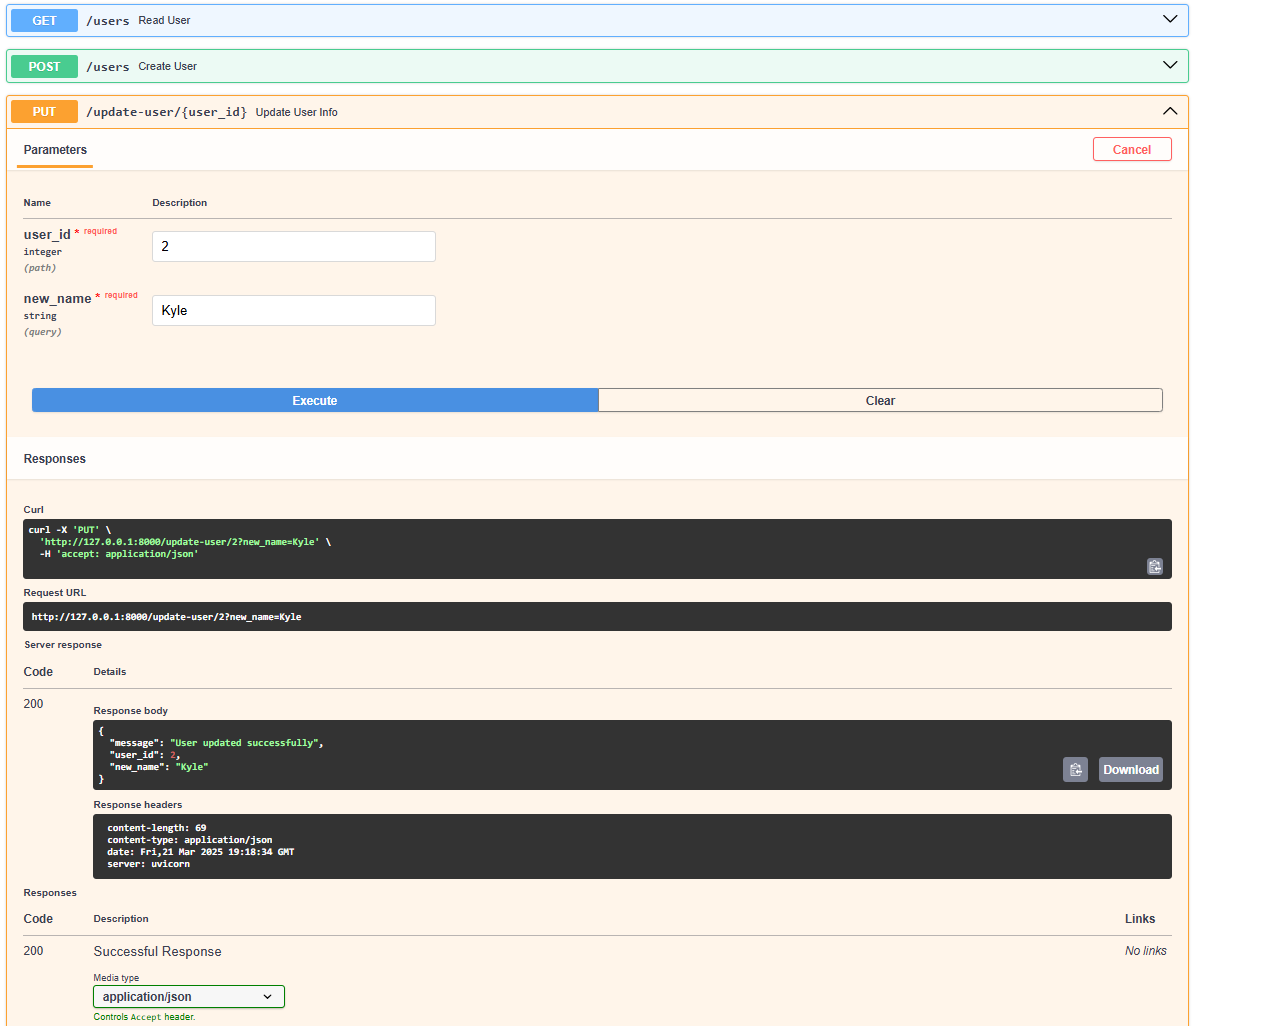 GET /users Read User
POST /users Create User
PUT /update-user/{user_id} Update User Info
Parameters
Cancel
Name Description
user_id * required
integer
(path)
2
new_name * required
string
(query)
Kyle
Execute Clear
Responses
Curl
curl -X 'PUT' \
'http://127.0.0.1:8000/update-user/2?new_name=Kyle' \
-H 'accept: application/json'
Request URL
http://127.0.0.1:8000/update-user/2?new_name=Kyle
Server response
Code Details
200
Response body
{
"message": "User updated successfully",
"user_id": 2,
"new_name": "Kyle"
}
Download
Response headers
content-length: 69
content-type: application/json
date: Fri,21 Mar 2025 19:18:34 GMT
server: uvicorn
Responses
Code Description Links
200 Successful Response No links
Media type
application/json
Controls Accept header.